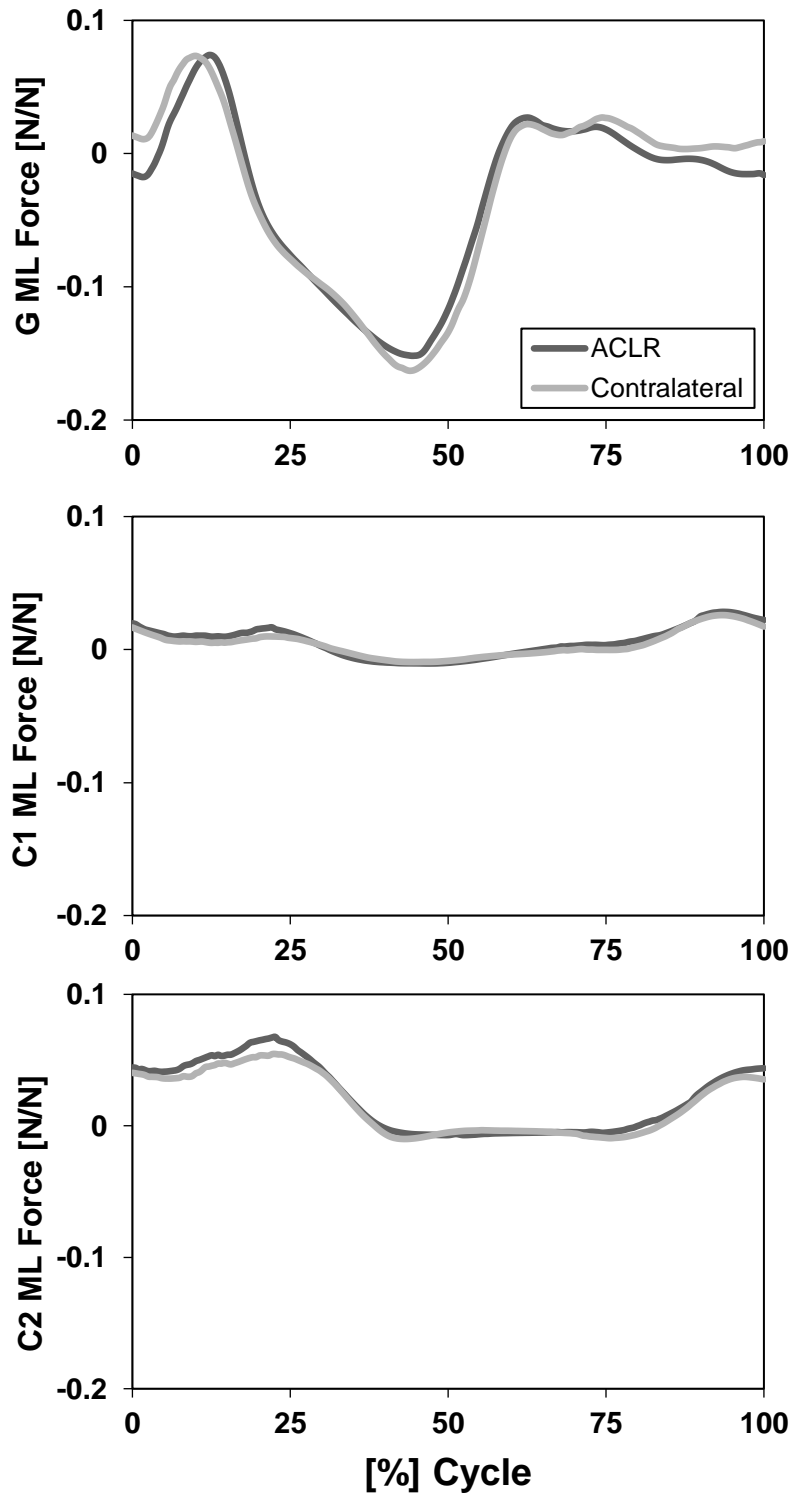 G ML Force [N/N]
0.1
0
-0.1
-0.2
ACLR
Contralateral
0 25 50 75 100
C1 ML Force [N/N]
0.1
0
-0.1
-0.2
0 25 50 75 100
C2 ML Force [N/N]
0.1
0
-0.1
-0.2
0 25 50 75 100
[%] Cycle